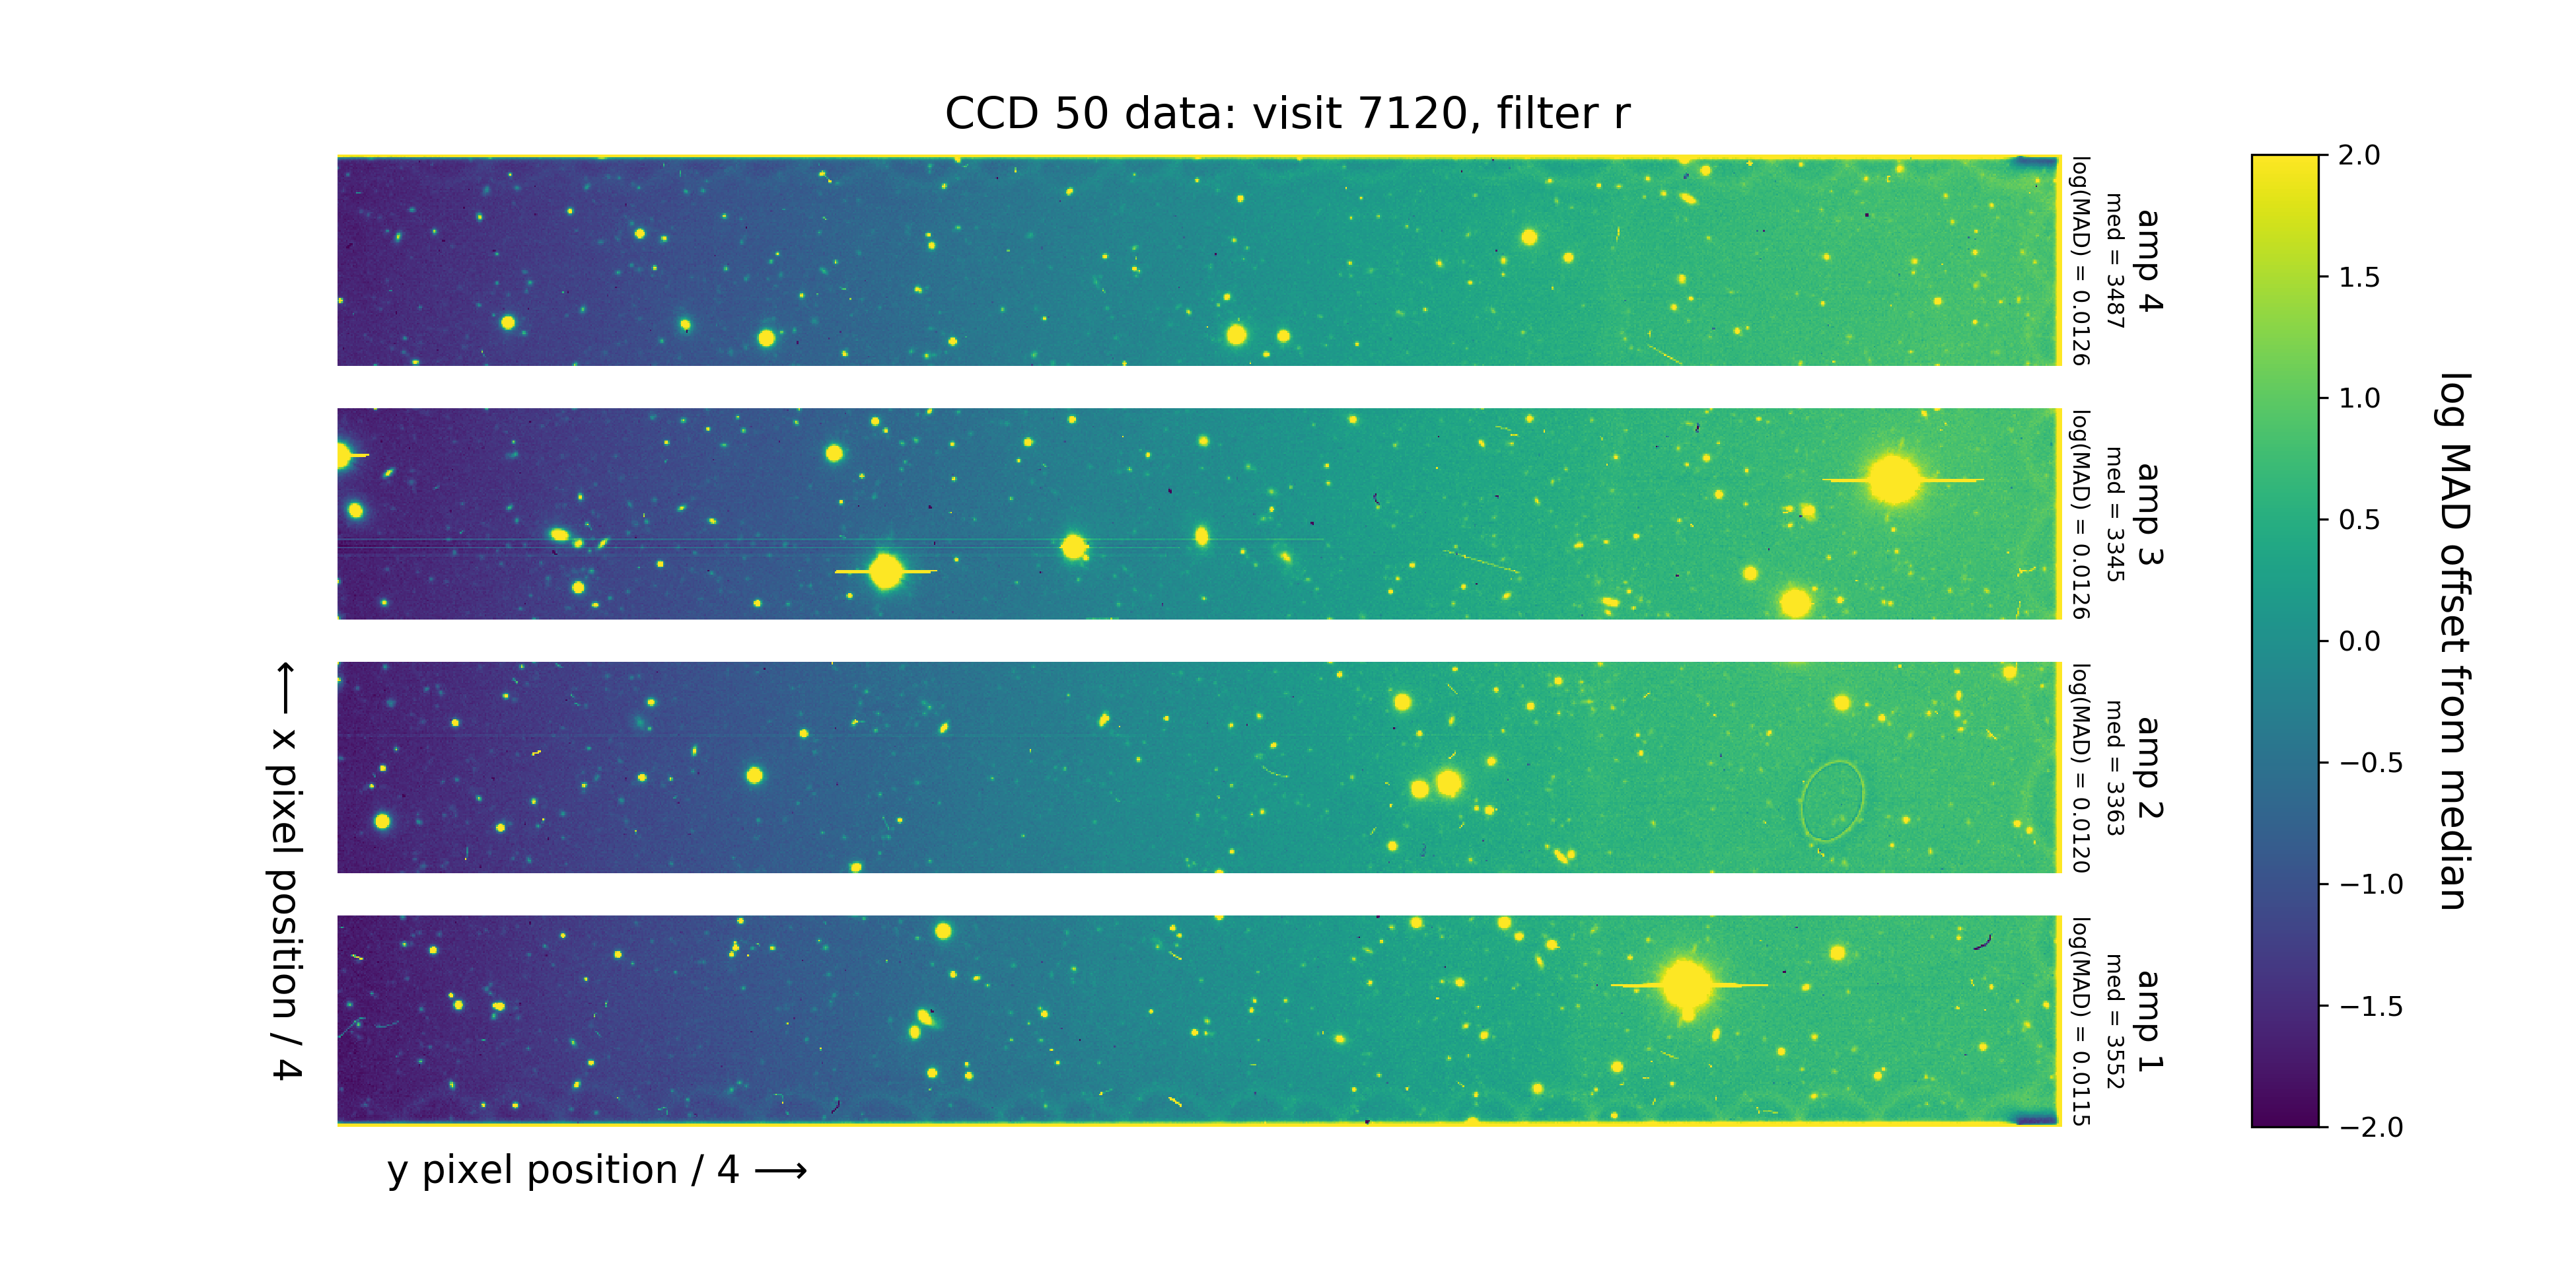 CCD 50 data: visit 7120, filter r
amp 4
med = 3487
log(MAD) = 0.0126
amp 3
med = 3345
log(MAD) = 0.0126
amp 2
med = 3363
log(MAD) = 0.0120
amp 1
med = 3552
log(MAD) = 0.0115
⟵ x pixel position / 4
y pixel position / 4 ⟶
2.0
1.5
1.0
0.5
0.0
−0.5
−1.0
−1.5
−2.0
log MAD offset from median